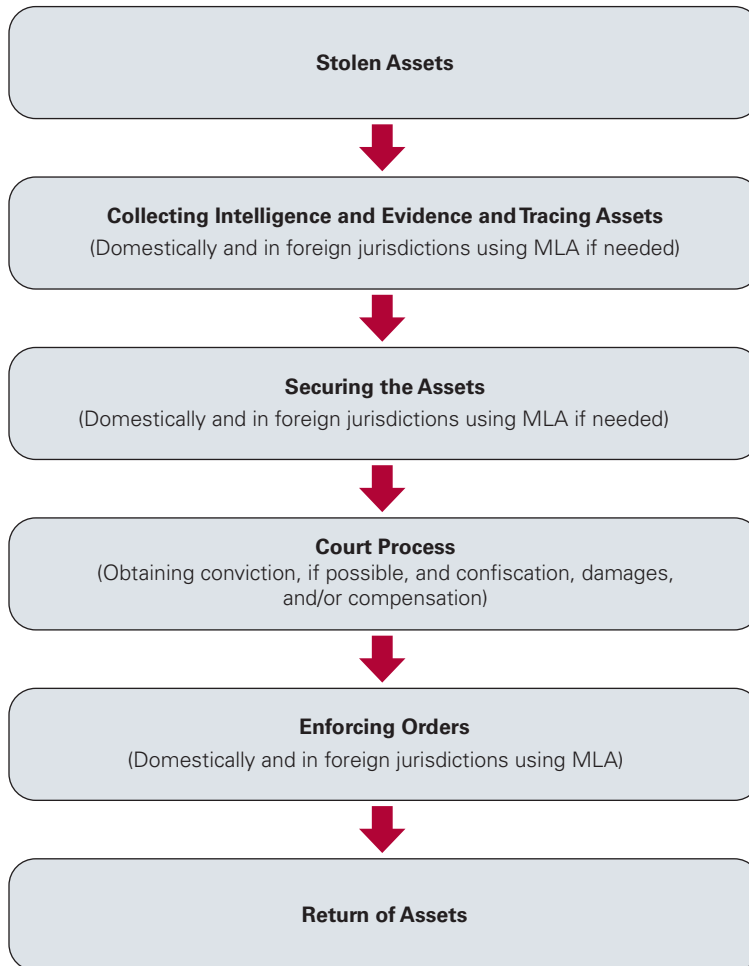 Stolen Assets
Collecting Intelligence and Evidence and Tracing Assets
(Domestically and in foreign jurisdictions using MLA if needed)
Securing the Assets
(Domestically and in foreign jurisdictions using MLA if needed)
Court Process
(Obtaining conviction, if possible, and confiscation, damages,
and/or compensation)
Enforcing Orders
(Domestically and in foreign jurisdictions using MLA)
Return of Assets